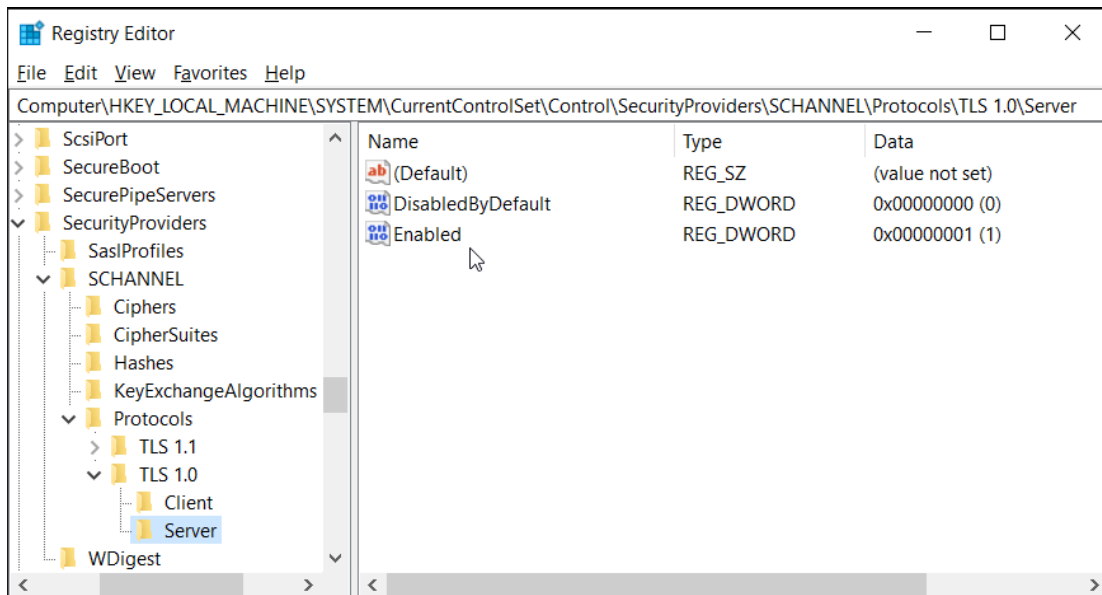 Registry Editor
File Edit View Favorites Help
Computer\HKEY_LOCAL_MACHINE\SYSTEM\CurrentControlSet\Control\SecurityProviders\SCHANNEL\Protocols\TLS 1.0\Server
ScsiPort
SecureBoot
SecurePipeServers
SecurityProviders
SaslProfiles
SCHANNEL
Ciphers
CipherSuites
Hashes
KeyExchangeAlgorithms
Protocols
TLS 1.1
TLS 1.0
Client
Server
WDigest
Name Type Data
ab (Default) REG_SZ (value not set)
DisabledByDefault REG_DWORD 0x00000000 (0)
Enabled REG_DWORD 0x00000001 (1)